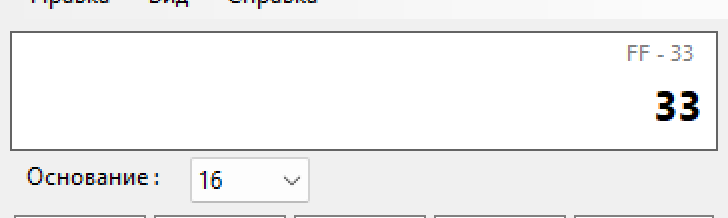 Правка Вид Справка
FF - 33
33
Основание :
16